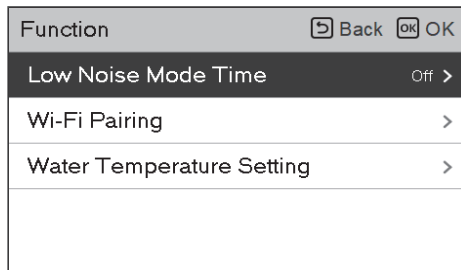 Function Back OK OK
Low Noise Mode Time Off >
Wi-Fi Pairing >
Water Temperature Setting >